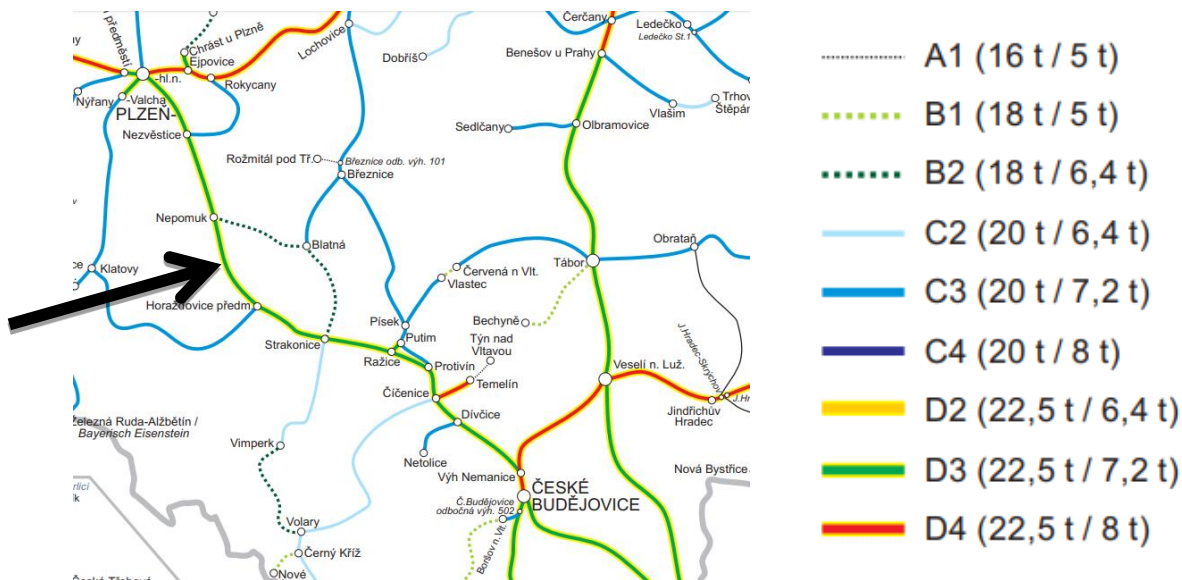 Čerčany
Ledečko
Ledečko St.1
Lochovice
Dobříš
Benešov u Prahy
předměstí
Chrást u Plzně
Ejpovice
-hl.n.
Rokycany
Nýřany
-Valcha
PLZEŇ-
Nezvěstice
Vlašim
Trhov
Štěpán
Sedlčany
Olbramovice
Rožmitál pod Tř.
Březnice odb. výh. 101
Březnice
Nepomuk
Blatná
Obrataň
Klatovy
Červená n Vlt.
Vlastec
Tábor
Horažďovice předm.
Písek
Putim
Bechyně
Týn nad
Vltavou
Strakonice
Ražice
Protivín
Temelín
Číčenice
Veselí n. Luž.
J.Hradec-Skrýchov
J.Hr
Jindřichův
Hradec
Dívčice
Železná Ruda-Alžbětín /
Bayerisch Eisenstein
Vimperk
Netolice
Výh Nemanice
Nová Bystřice
ČESKÉ
BUDĚJOVICE
Č.Budějovice
odbočná výh. 502
Boršov n.Vlt.
Volary
Černý Kříž
Nové
A1 (16 t / 5 t)
B1 (18 t / 5 t)
B2 (18 t / 6,4 t)
C2 (20 t / 6,4 t)
C3 (20 t / 7,2 t)
C4 (20 t / 8 t)
D2 (22,5 t / 6,4 t)
D3 (22,5 t / 7,2 t)
D4 (22,5 t / 8 t)